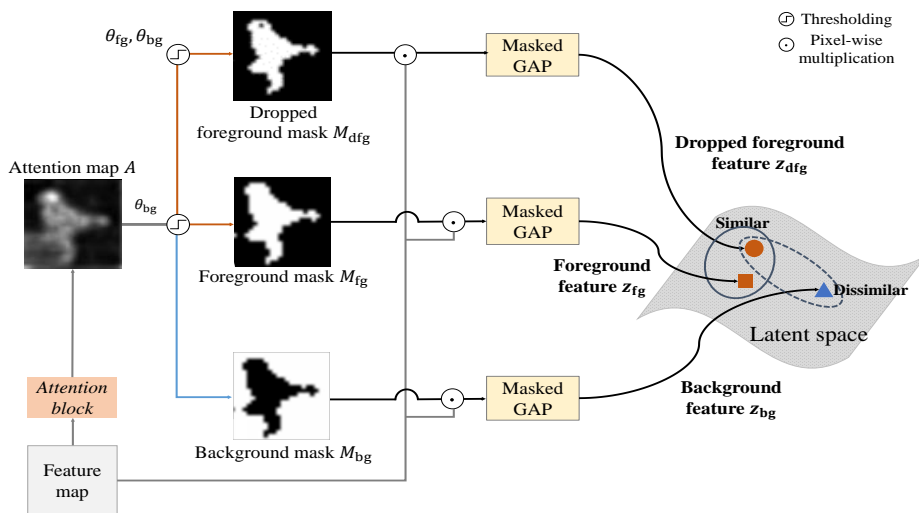 θfg, θbg
Thresholding
Pixel-wise
multiplication
Masked
GAP
Dropped
foreground mask Mdfg
Dropped foreground
feature zdfg
Attention map A
θbg
Masked
GAP
Similar
Foreground mask Mfg
Foreground
feature zfg
Dissimilar
Latent space
Attention
block
Masked
GAP
Background
feature zbg
Background mask Mbg
Feature
map